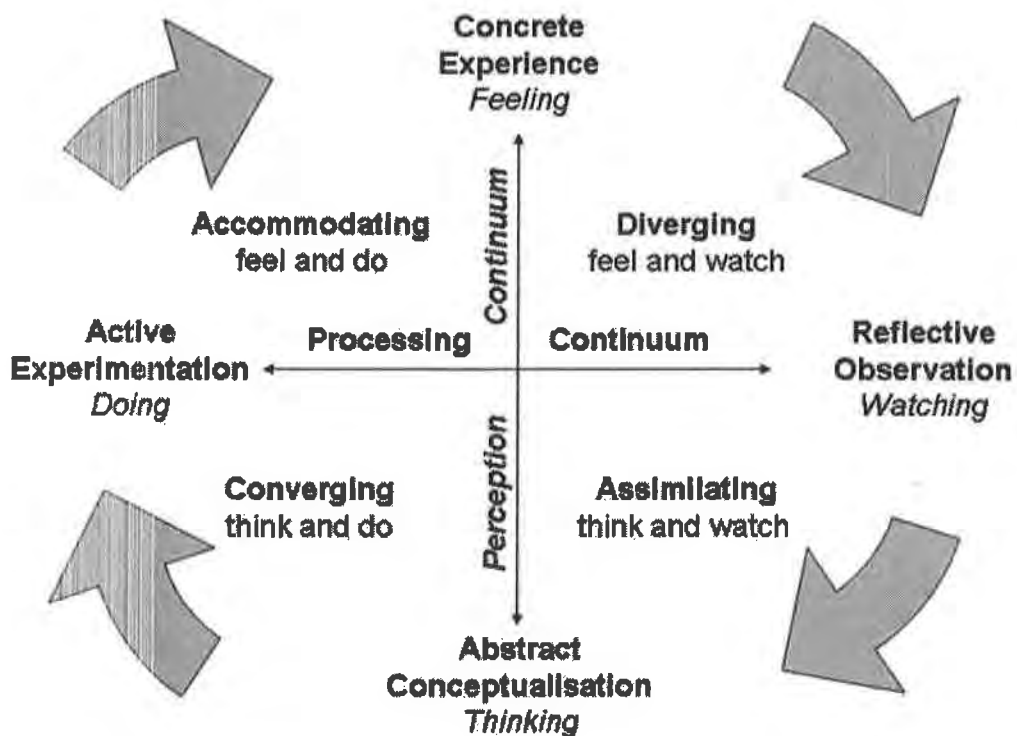 Concrete
Experience
Feeling
Accommodating
feel and do
Diverging
feel and watch
Continuum
Active
Experimentation
Doing
Processing
Continuum
Reflective
Observation
Watching
Perception
Converging
think and do
Assimilating
think and watch
Abstract
Conceptualisation
Thinking